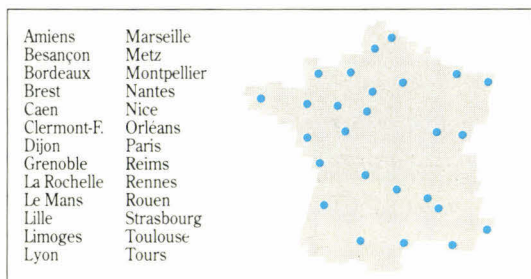 Amiens
Besançon
Bordeaux
Brest
Caen
Clermont-F.
Dijon
Grenoble
La Rochelle
Le Mans
Lille
Limoges
Lyon
Marseille
Metz
Montpellier
Nantes
Nice
Orléans
Paris
Reims
Rennes
Rouen
Strasbourg
Toulouse
Tours